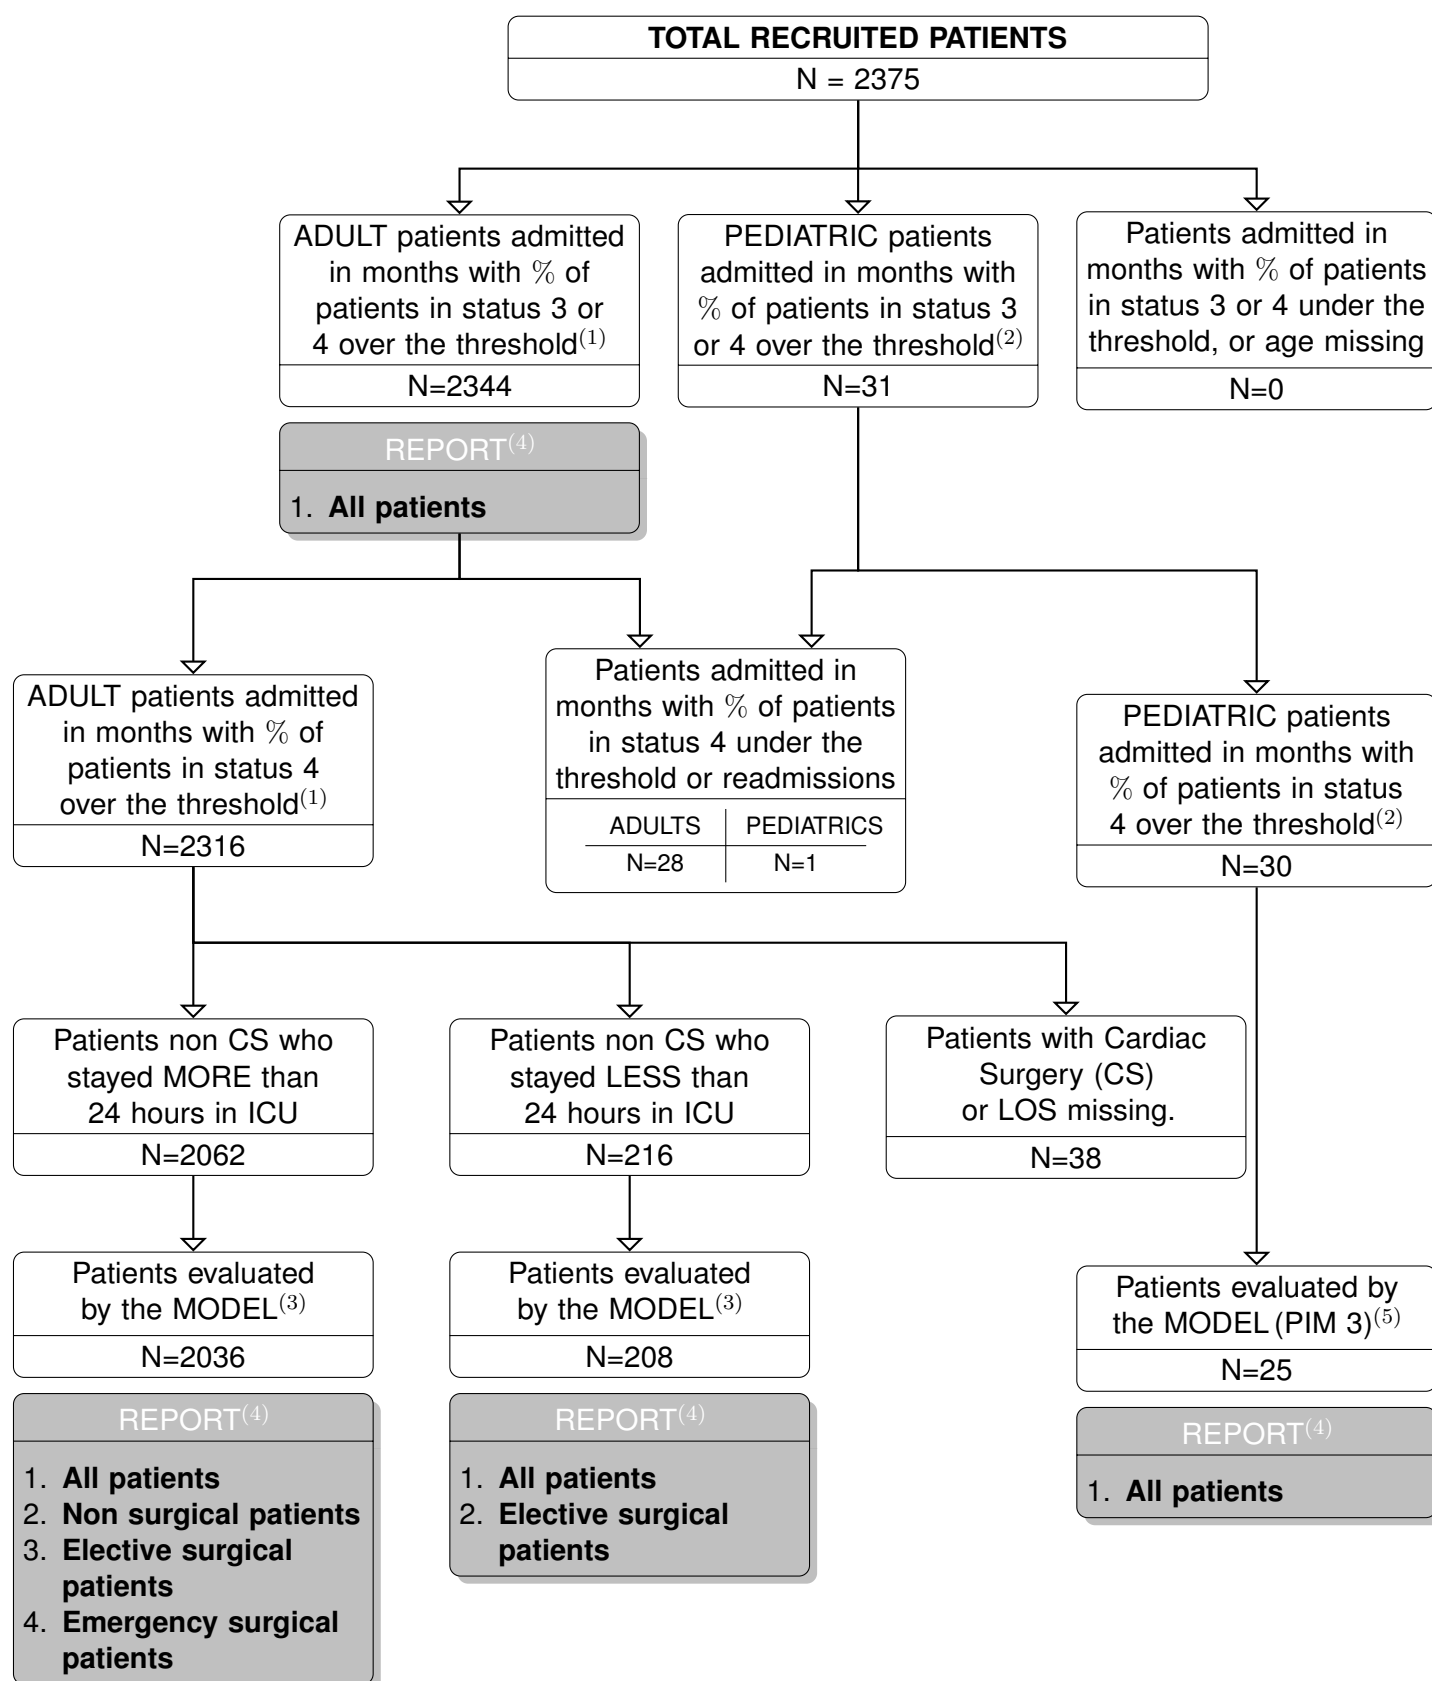 TOTAL RECRUITED PATIENTS
N = 2375
ADULT patients admitted
in months with % of
patients in status 3 or
4 over the threshold(1)
N=2344
PEDIATRIC patients
admitted in months with
% of patients in status 3
or 4 over the threshold(2)
N=31
Patients admitted in
months with % of patients
in status 3 or 4 under the
threshold, or age missing
N=0
REPORT(4)
1. All patients
ADULT patients admitted
in months with % of
patients in status 4
over the threshold(1)
N=2316
Patients admitted in
months with % of patients
in status 4 under the
threshold or readmissions
ADULTS PEDIATRICS
N=28 N=1
PEDIATRIC patients
admitted in months with
% of patients in status
4 over the threshold(2)
N=30
Patients non CS who
stayed MORE than
24 hours in ICU
N=2062
Patients non CS who
stayed LESS than
24 hours in ICU
N=216
Patients with Cardiac
Surgery (CS)
or LOS missing.
N=38
Patients evaluated
by the MODEL(3)
N=2036
Patients evaluated
by the MODEL(3)
N=208
Patients evaluated by
the MODEL (PIM 3)(5)
N=25
REPORT(4)
1. All patients
2. Non surgical patients
3. Elective surgical
patients
4. Emergency surgical
patients
REPORT(4)
1. All patients
2. Elective surgical
patients
REPORT(4)
1. All patients